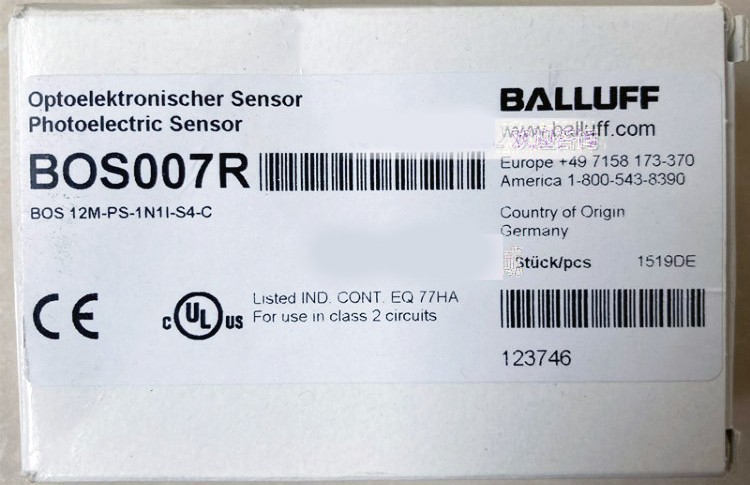 Optoelektronischer Sensor
Photoelectric Sensor
BOS007R
BOS 12M-PS-1N1I-S4-C
BALLUFF
www.balluff.com
Europe +49 7158 173-370
America 1-800-543-8390
Country of Origin
Germany
Stück/pcs 1519DE
CE
c UL US
Listed IND. CONT. EQ 77HA
For use in class 2 circuits
123746